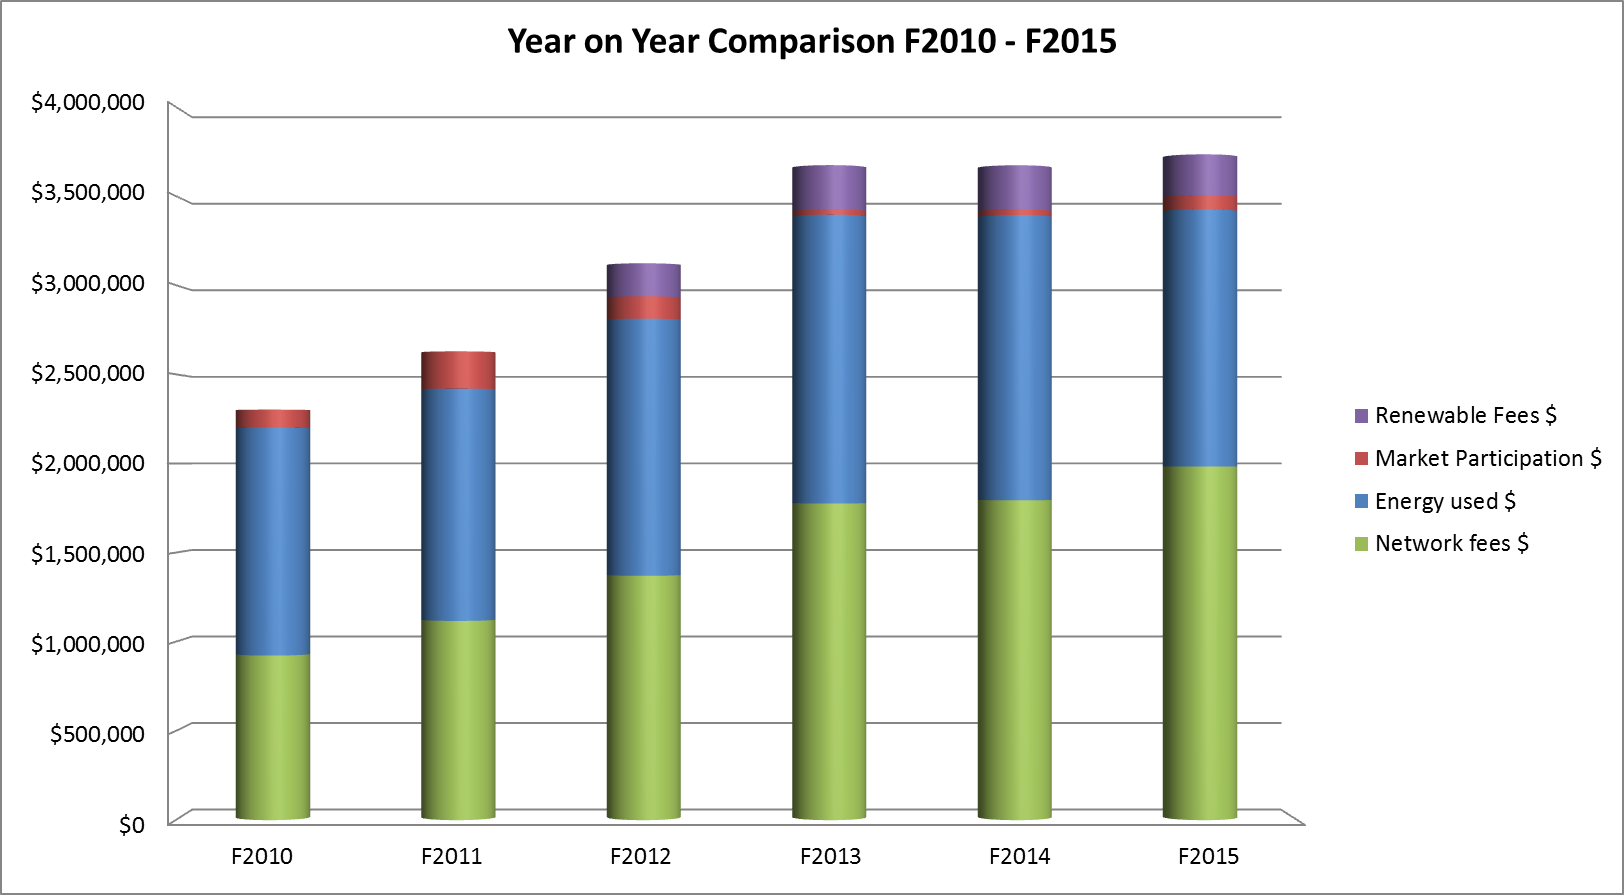 Year on Year Comparison F2010 - F2015
$4,000,000
$3,500,000
$3,000,000
$2,500,000
$2,000,000
$1,500,000
$1,000,000
$500,000
$0
F2010 F2011 F2012 F2013 F2014 F2015
Renewable Fees $
Market Participation $
Energy used $
Network fees $